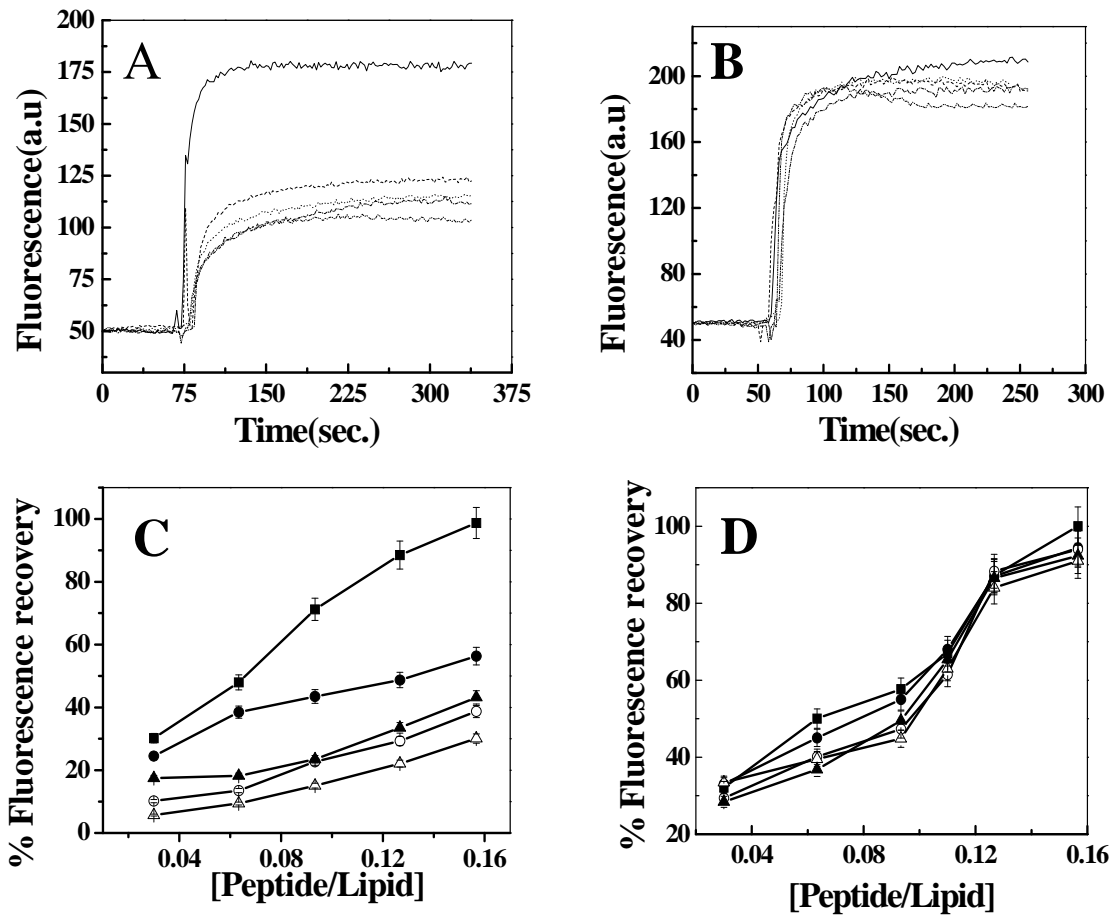 A
Fluorescence(a.u)
200
175
150
125
100
75
50
0 75 150 225 300 375
Time(sec.)
B
Fluorescence(a.u)
200
160
120
80
40
0 50 100 150 200 250 300
Time(sec.)
C
% Fluorescence recovery
100
80
60
40
20
0
0.04 0.08 0.12 0.16
[Peptide/Lipid]
D
% Fluorescence recovery
100
80
60
40
20
0.04 0.08 0.12 0.16
[Peptide/Lipid]